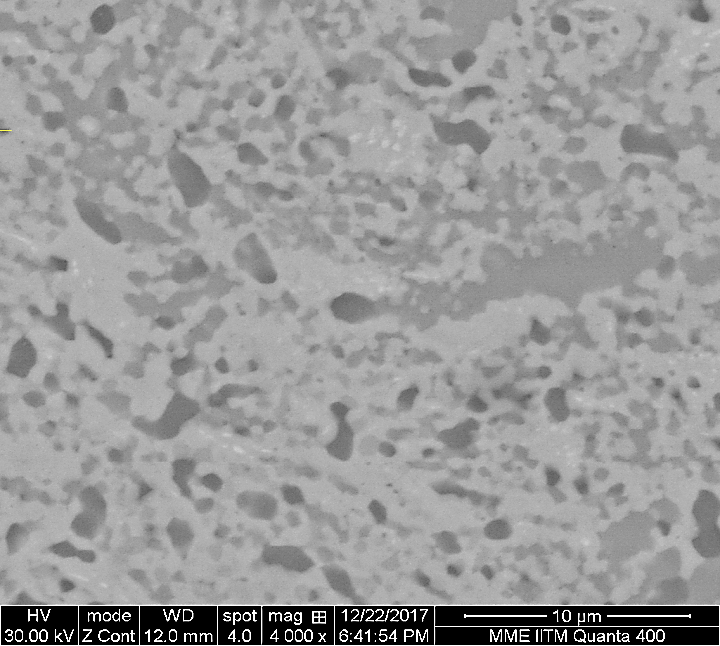 HV mode WD spot mag ⊞ 12/22/2017 10 µm
30.00 kV Z Cont 12.0 mm 4.0 4 000 x 6:41:54 PM MME IITM Quanta 400